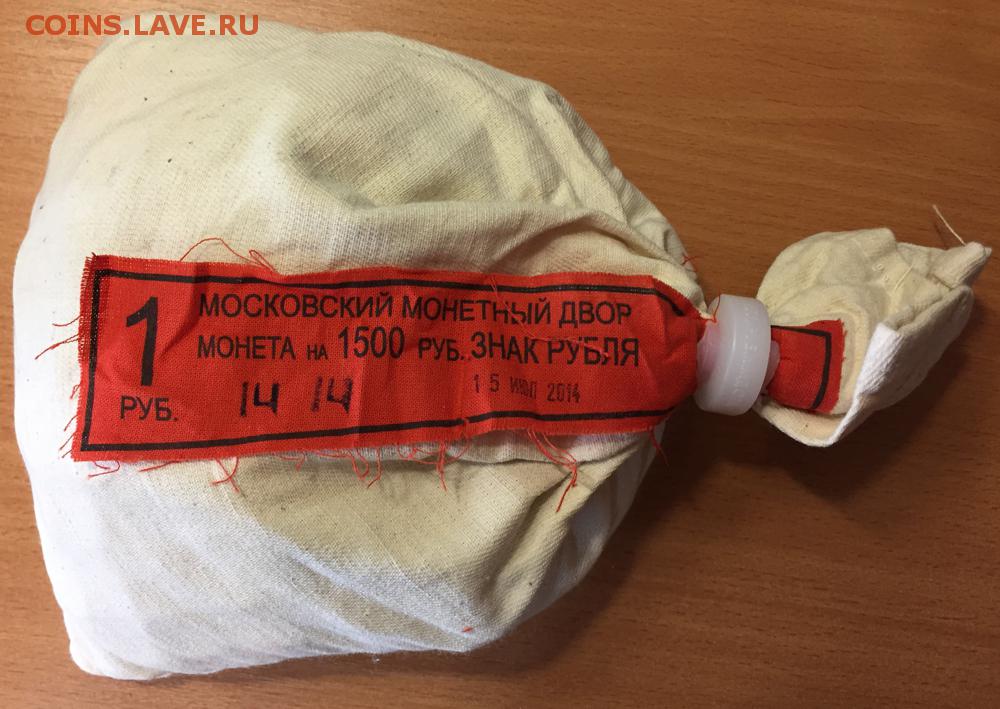 COINS.LAVE.RU
1
РУБ.
МОСКОВСКИЙ МОНЕТНЫЙ ДВОР
МОНЕТА НА 1500 РУБ. ЗНАК РУБЛЯ
14 14
15 ИЮЛ 2014